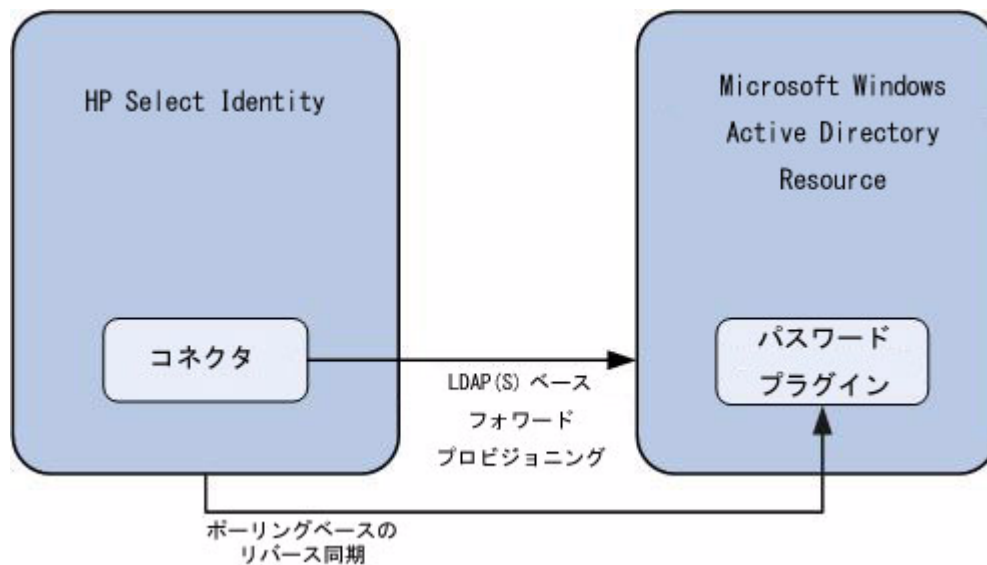 HP Select Identity
Microsoft Windows
Active Directory
Resource
コネクタ
パスワード
プラグイン
LDAP(S) ベース
フォワード
プロビジョニング
ポーリングベースの
リバース同期